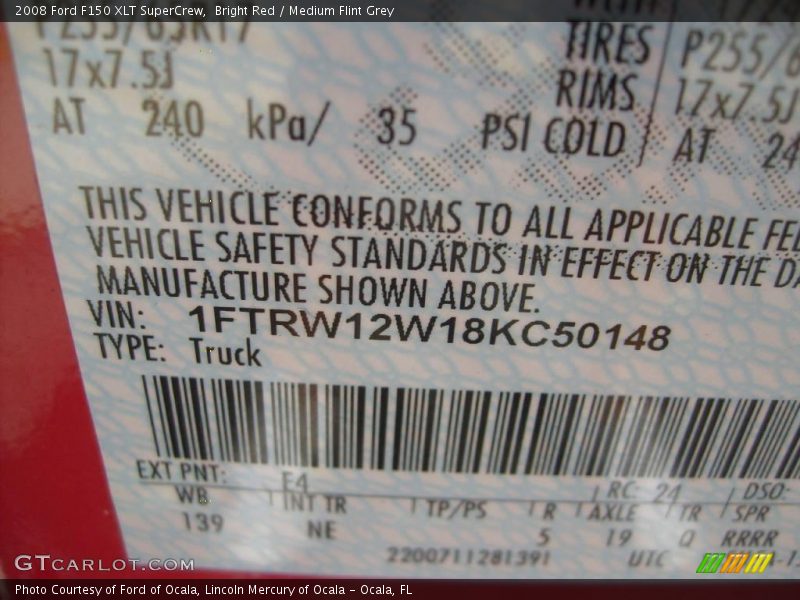 2008 Ford F150 XLT SuperCrew, Bright Red / Medium Flint Grey
TIRES
RIMS
17x7.5J
17x7.5J
AT 240 kPa/ 35 PSI COLD
AT 24
THIS VEHICLE CONFORMS TO ALL APPLICABLE
VEHICLE SAFETY STANDARDS IN EFFECT ON THE
MANUFACTURE SHOWN ABOVE.
VIN: 1FTRW12W18KC50148
TYPE: Truck
EXT PNT: E4 RC: 24 DSO:
WB INT TR TP/PS R AXLE TR SPR
139 NE 5 19 Q RRRR
2200711281391 UTC
GTCARLOT.COM
Photo Courtesy of Ford of Ocala, Lincoln Mercury of Ocala – Ocala, FL